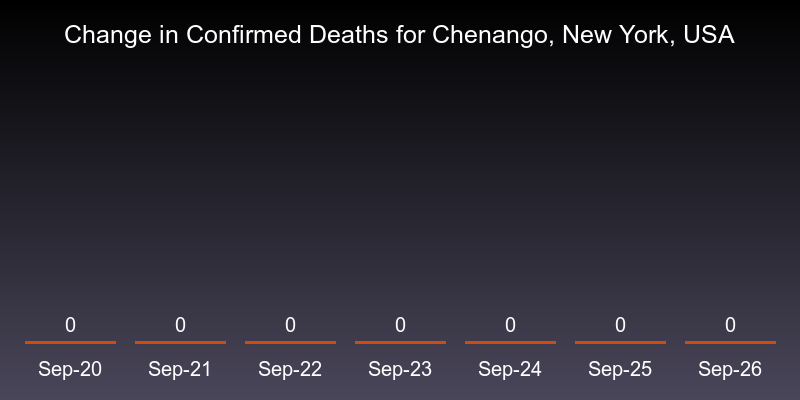 Change in Confirmed Deaths for Chenango, New York, USA
0 0 0 0 0 0 0
Sep-20 Sep-21 Sep-22 Sep-23 Sep-24 Sep-25 Sep-26